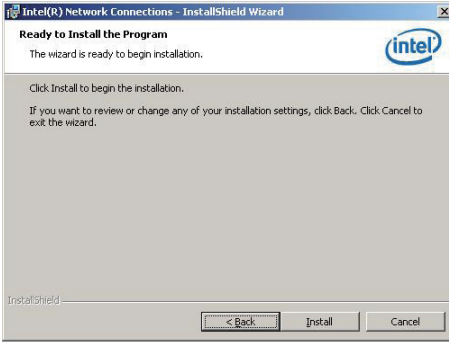 Intel(R) Network Connections - InstallShield Wizard
Ready to Install the Program
The wizard is ready to begin installation.
intel
Click Install to begin the installation.
If you want to review or change any of your installation settings, click Back. Click Cancel to
exit the wizard.
InstallShield
< Back Install Cancel